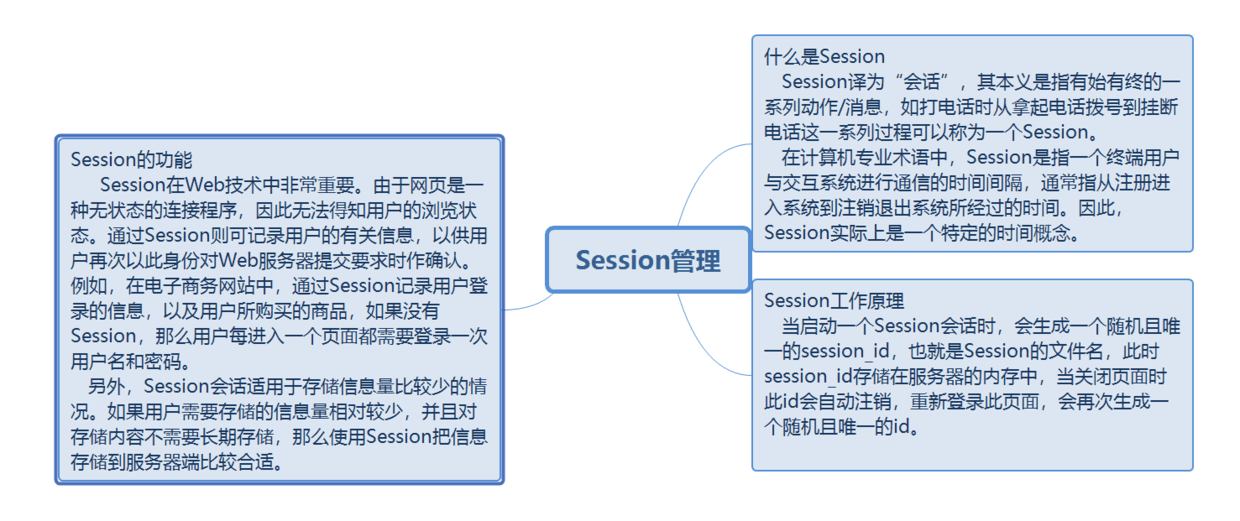 什么是Session
Session译为“会话”，其本义是指有始有终的一
系列动作/消息，如打电话时从拿起电话拨号到挂断
电话这一系列过程可以称为一个Session。
在计算机专业术语中，Session是指一个终端用户
与交互系统进行通信的时间间隔，通常指从注册进
入系统到注销退出系统所经过的时间。因此，
Session实际上是一个特定的时间概念。
Session的功能
Session在Web技术中非常重要。由于网页是一
种无状态的连接程序，因此无法得知用户的浏览状
态。通过Session则可记录用户的有关信息，以供用
户再次以此身份对Web服务器提交要求时作确认。
例如，在电子商务网站中，通过Session记录用户登
录的信息，以及用户所购买的商品，如果没有
Session，那么用户每进入一个页面都需要登录一次
用户名和密码。
另外，Session会话适用于存储信息量比较少的情
况。如果用户需要存储的信息量相对较少，并且对
存储内容不需要长期存储，那么使用Session把信息
存储到服务器端比较合适。
Session管理
Session工作原理
当启动一个Session会话时，会生成一个随机且唯
一的session_id，也就是Session的文件名，此时
session_id存储在服务器的内存中，当关闭页面时
此id会自动注销，重新登录此页面，会再次生成一
个随机且唯一的id。